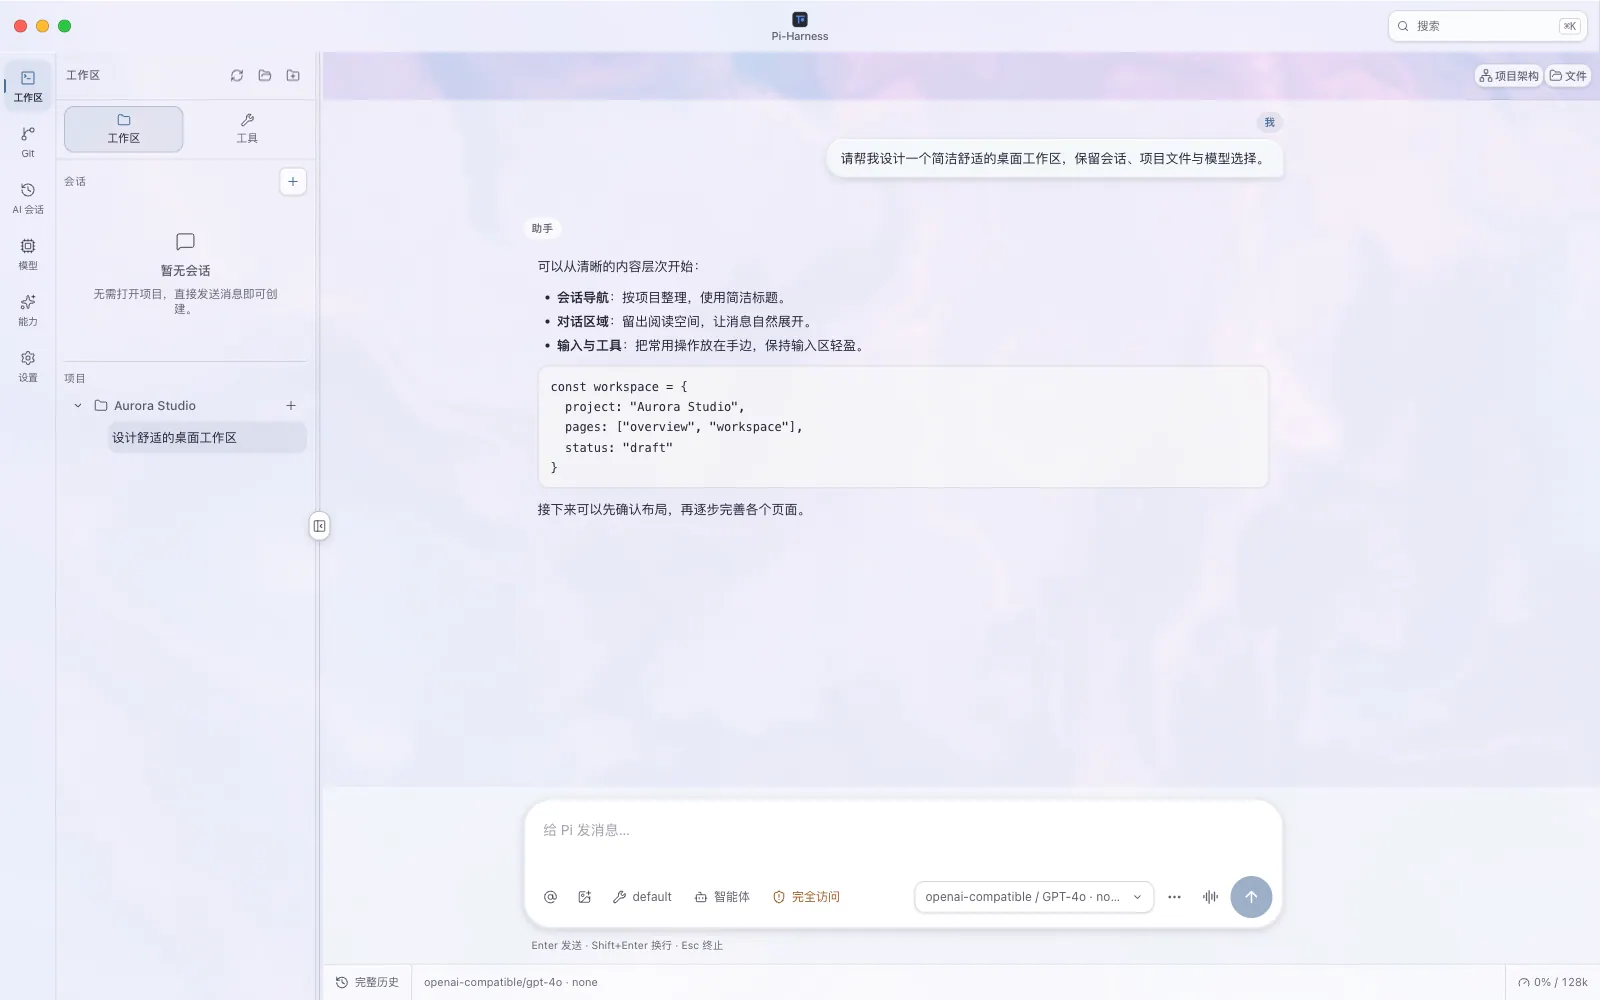 Pi-Harness
搜索
⌘K
工作区
Git
AI 会话
模型
能力
设置
工作区
工作区
工具
会话
暂无会话
无需打开项目，直接发送消息即可创
建。
项目
Aurora Studio
设计舒适的桌面工作区
项目架构
文件
我
请帮我设计一个简洁舒适的桌面工作区，保留会话、项目文件与模型选择。
助手
可以从清晰的内容层次开始：
• 会话导航：按项目整理，使用简洁标题。
• 对话区域：留出阅读空间，让消息自然展开。
• 输入与工具：把常用操作放在手边，保持输入区轻盈。
const workspace = {
  project: "Aurora Studio",
  pages: ["overview", "workspace"],
  status: "draft"
}
接下来可以先确认布局，再逐步完善各个页面。
给 Pi 发消息...
default
智能体
完全访问
openai-compatible / GPT-4o · no...
Enter 发送 · Shift+Enter 换行 · Esc 终止
完整历史
openai-compatible/gpt-4o · none
0% / 128k